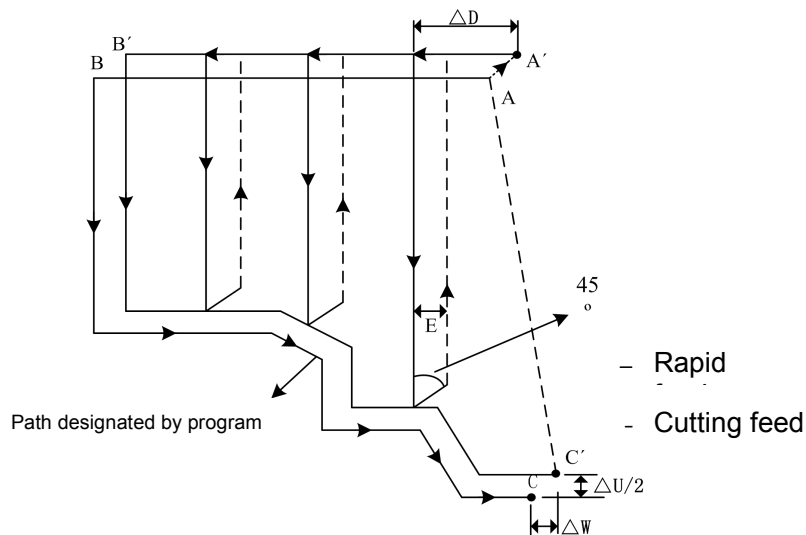 △D
B′
A′
B
A
45
°
E
– Rapid
Path designated by program
- Cutting feed
C′
C
△U/2
△W